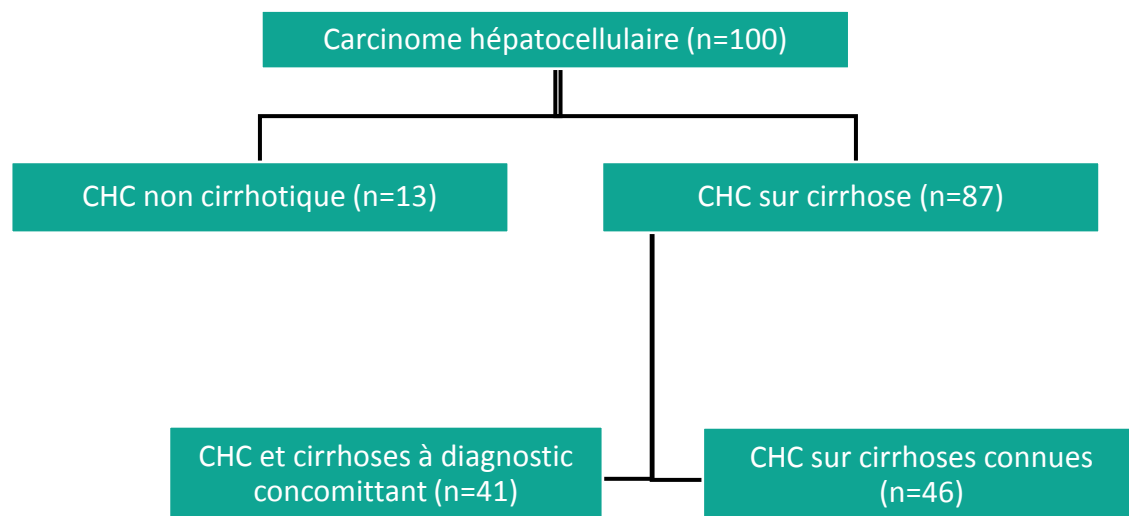 Carcinome hépatocellulaire (n=100)
CHC non cirrhotique (n=13)
CHC sur cirrhose (n=87)
CHC et cirrhoses à diagnostic
concomittant (n=41)
CHC sur cirrhoses connues
(n=46)